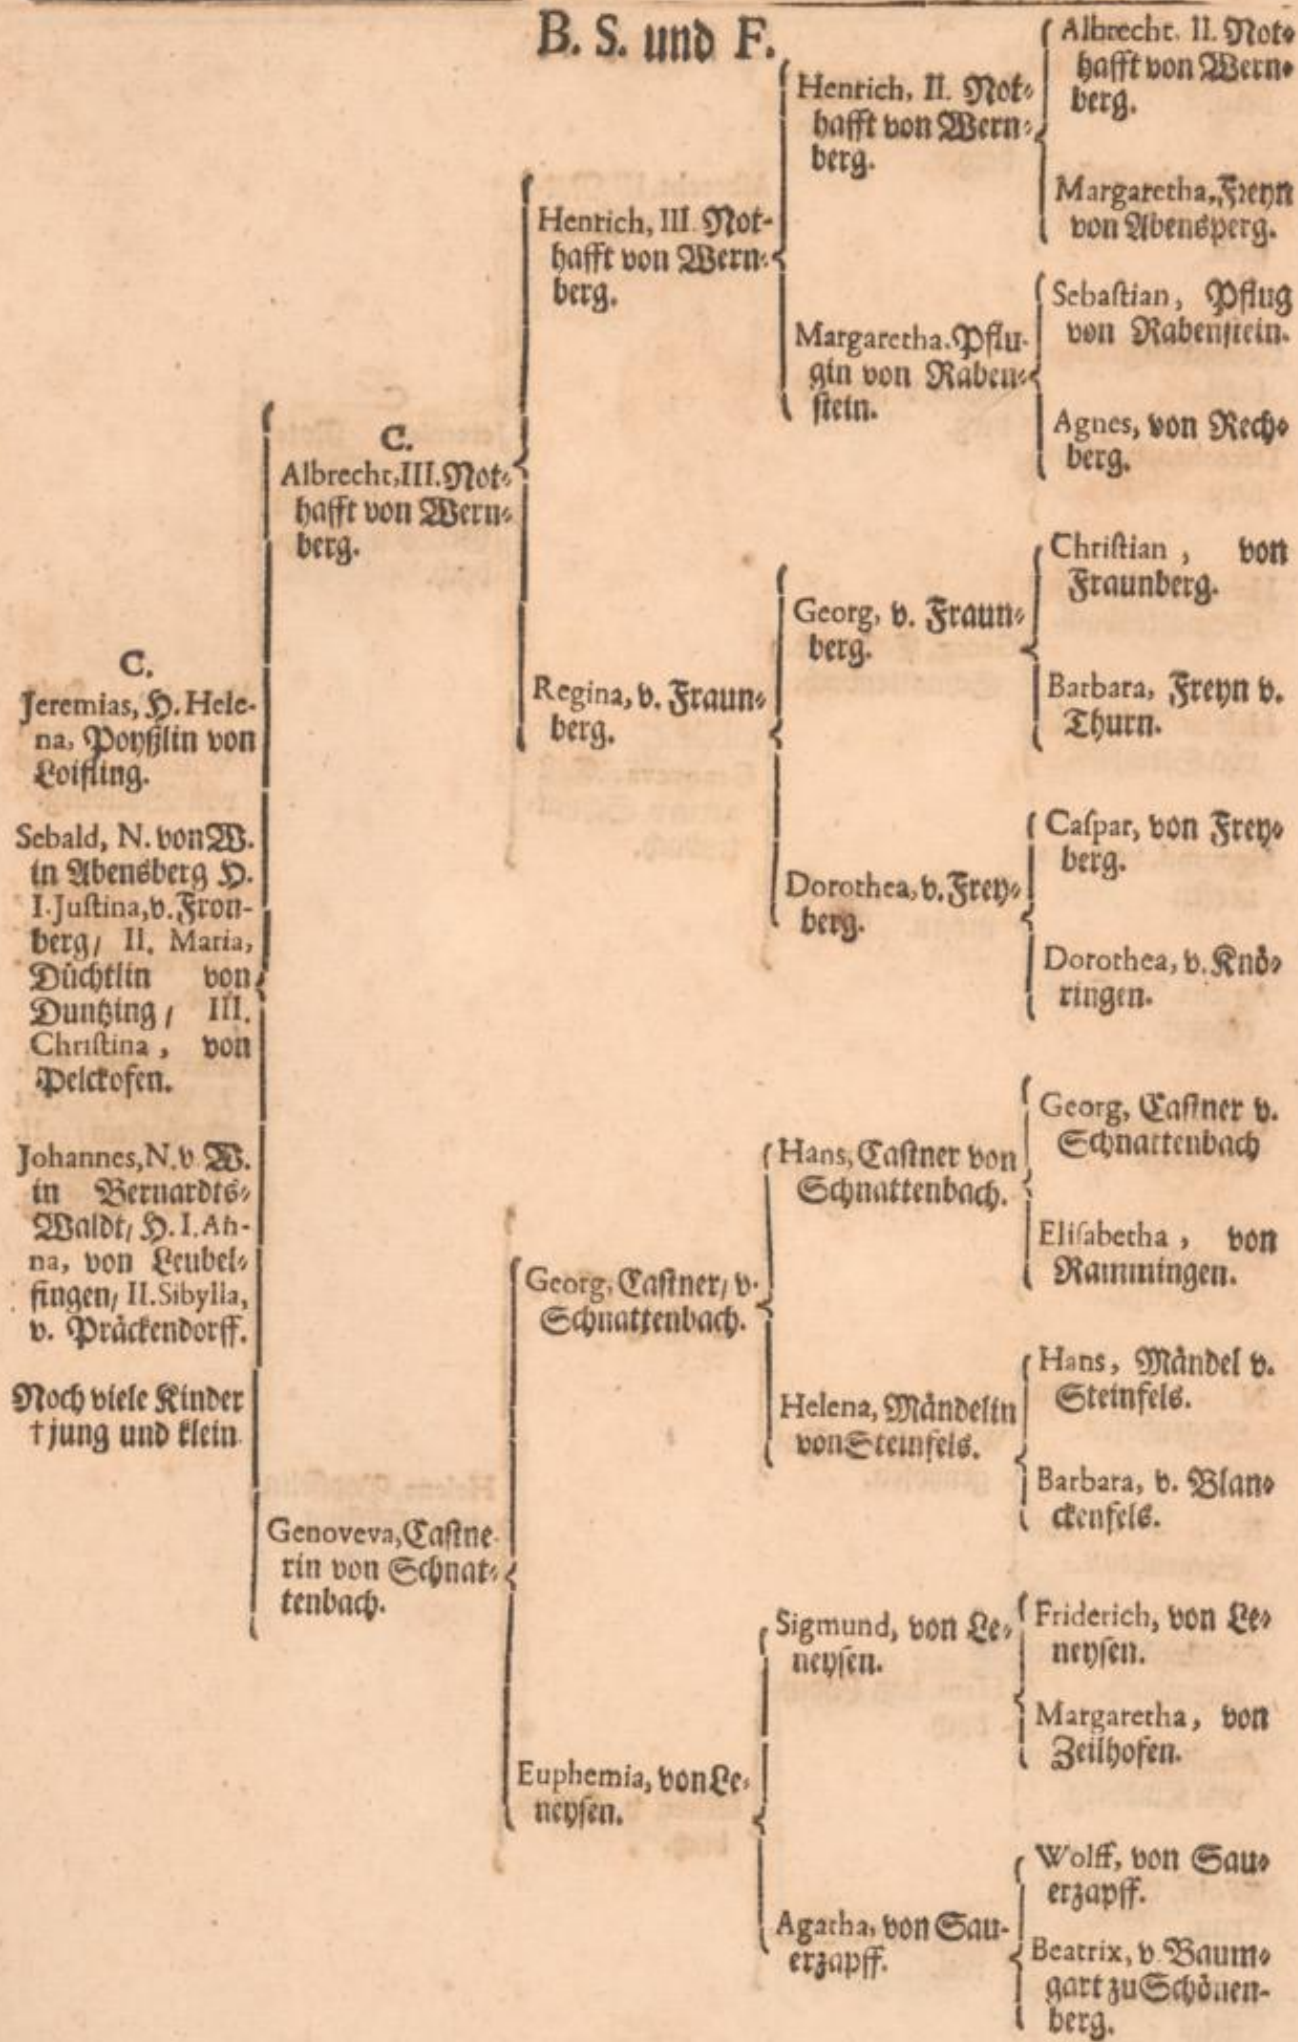 B. S. und F.
C.
Jeremias, H. Hele-
na, Poyßlin von
Loifling.
Sebald, N. von W.
in Abensberg H.
I. Justina, v. Fron-
berg/ II. Maria,
Düchtlin von
Duntzing / III.
Christina, von
Pelckofen.
Johannes, N. v W.
in Bernardts-
Waldt/ H. I. An-
na, von Leubel-
fingen/ II. Sibylla,
v. Präckendorff.
Noch viele Kinder
† jung und klein
C.
Albrecht, III. Not-
hafft von Wern-
berg.
Genoveva, Castne-
rin von Schnat-
tenbach.
Henrich, III Not-
hafft von Wern-
berg.
Regina, v. Fraun-
berg.
Georg, Castner/ v.
Schnattenbach.
Euphemia, von Le-
neysen.
Henrich, II. Not-
hafft von Wern-
berg.
Margaretha. Pflu-
gin von Raben-
stein.
Georg, v. Fraun-
berg.
Dorothea, v. Frey-
berg.
Hans, Castner von
Schnattenbach.
Helena, Mändelin
von Steinfels.
Sigmund, von Le-
neysen.
Agatha, von Sau-
erzapff.
Albrecht. II. Not-
hafft von Wern-
berg.
Margaretha, Freyn
von Abensperg.
Sebastian, Pflug
von Rabenstein.
Agnes, von Rech-
berg.
Christian, von
Fraunberg.
Barbara, Freyn v.
Thurn.
Caspar, von Frey-
berg.
Dorothea, v. Knö-
ringen.
Georg, Castner v.
Schnattenbach
Elisabetha, von
Rammingen.
Hans, Mändel v.
Steinfels.
Barbara, v. Blan-
ckenfels.
Friderich, von Le-
neysen.
Margaretha, von
Zeilhofen.
Wolff, von Sau-
erzapff.
Beatrix, v. Baum-
gart zu Schönen-
berg.